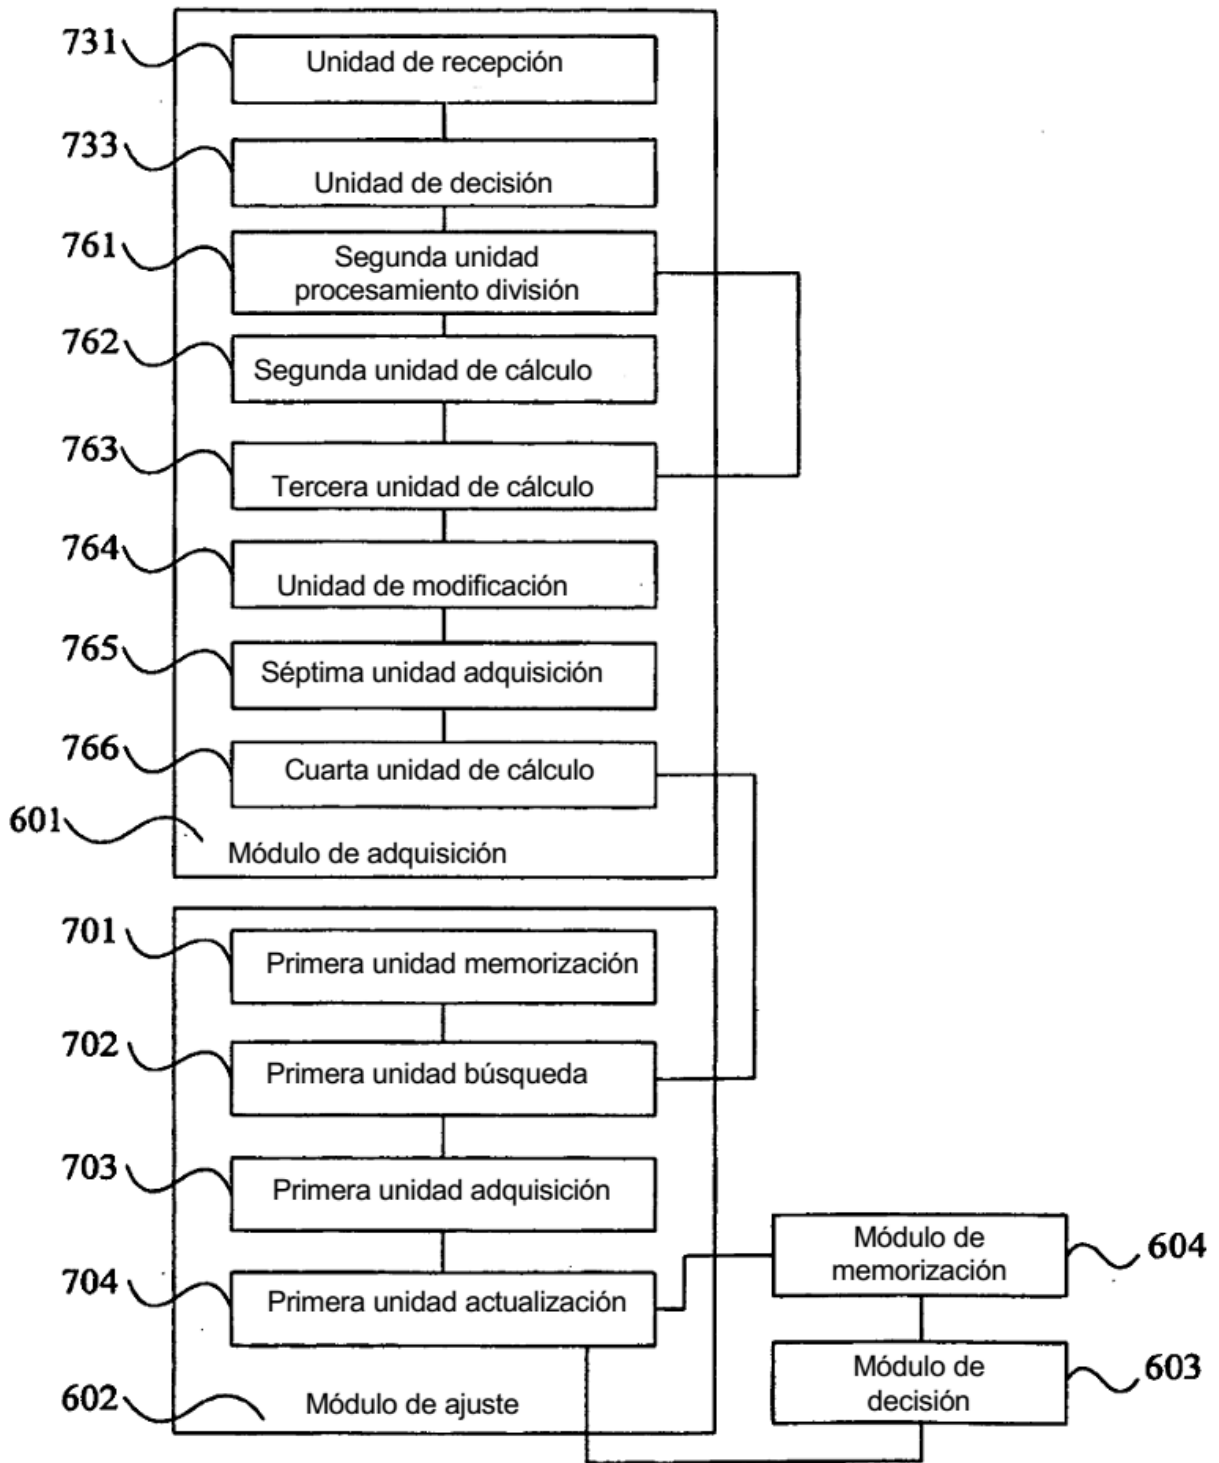 731
Unidad de recepción
733
Unidad de decisión
761
Segunda unidad
procesamiento división
762
Segunda unidad de cálculo
763
Tercera unidad de cálculo
764
Unidad de modificación
765
Séptima unidad adquisición
766
Cuarta unidad de cálculo
601
Módulo de adquisición
701
Primera unidad memorización
702
Primera unidad búsqueda
703
Primera unidad adquisición
704
Primera unidad actualización
602
Módulo de ajuste
Módulo de
memorización
604
Módulo de
decisión
603